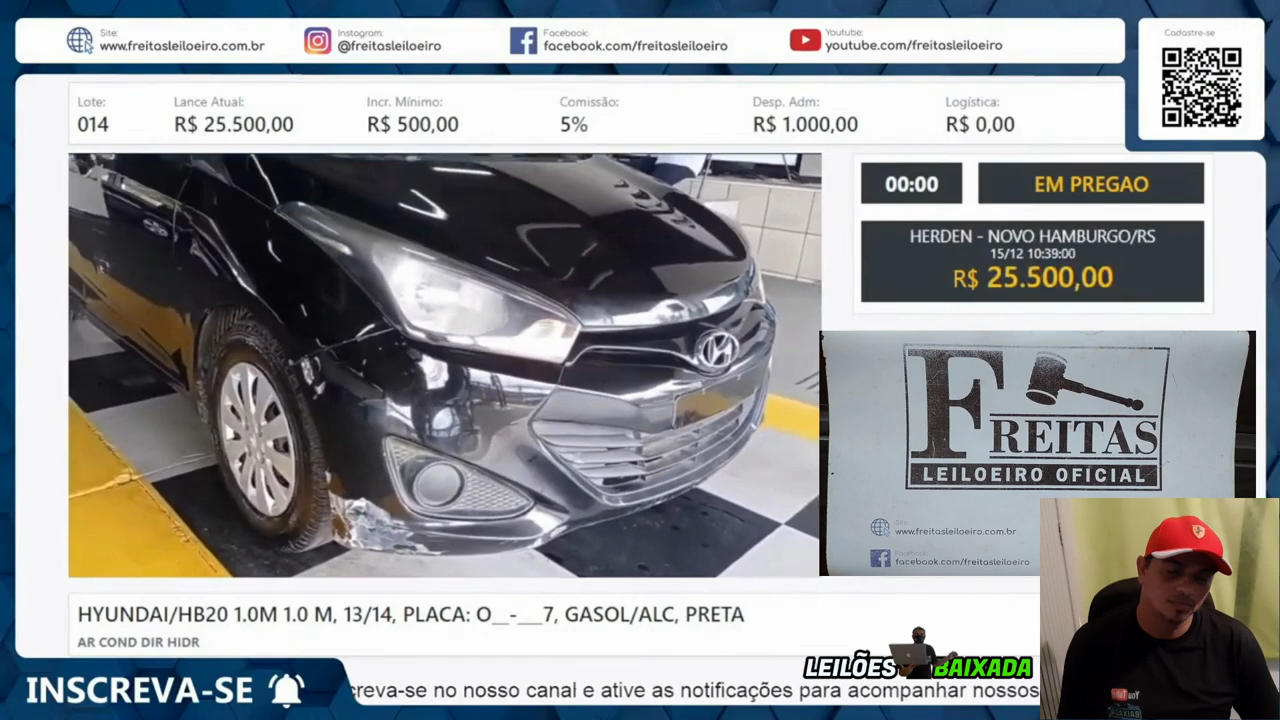 Site:
www.freitasleiloeiro.com.br
Instagram:
@freitasleiloeiro
Facebook:
facebook.com/freitasleiloeiro
Youtube:
youtube.com/freitasleiloeiro
Cadastre-se
Lote:
014
Lance Atual:
R$ 25.500,00
Incr. Mínimo:
R$ 500,00
Comissão:
5%
Desp. Adm:
R$ 1.000,00
Logística:
R$ 0,00
00:00
EM PREGAO
HERDEN - NOVO HAMBURGO/RS
15/12 10:39:00
R$ 25.500,00
FREITAS
LEILOEIRO OFICIAL
Site:
www.freitasleiloeiro.com.br
Facebook:
facebook.com/freitasleiloeiro
HYUNDAI/HB20 1.0M 1.0 M, 13/14, PLACA: O__-___7, GASOL/ALC, PRETA
AR COND DIR HIDR
LEILÕES BAIXADA
INSCREVA-SE
creva-se no nosso canal e ative as notificações para acompanhar nossos